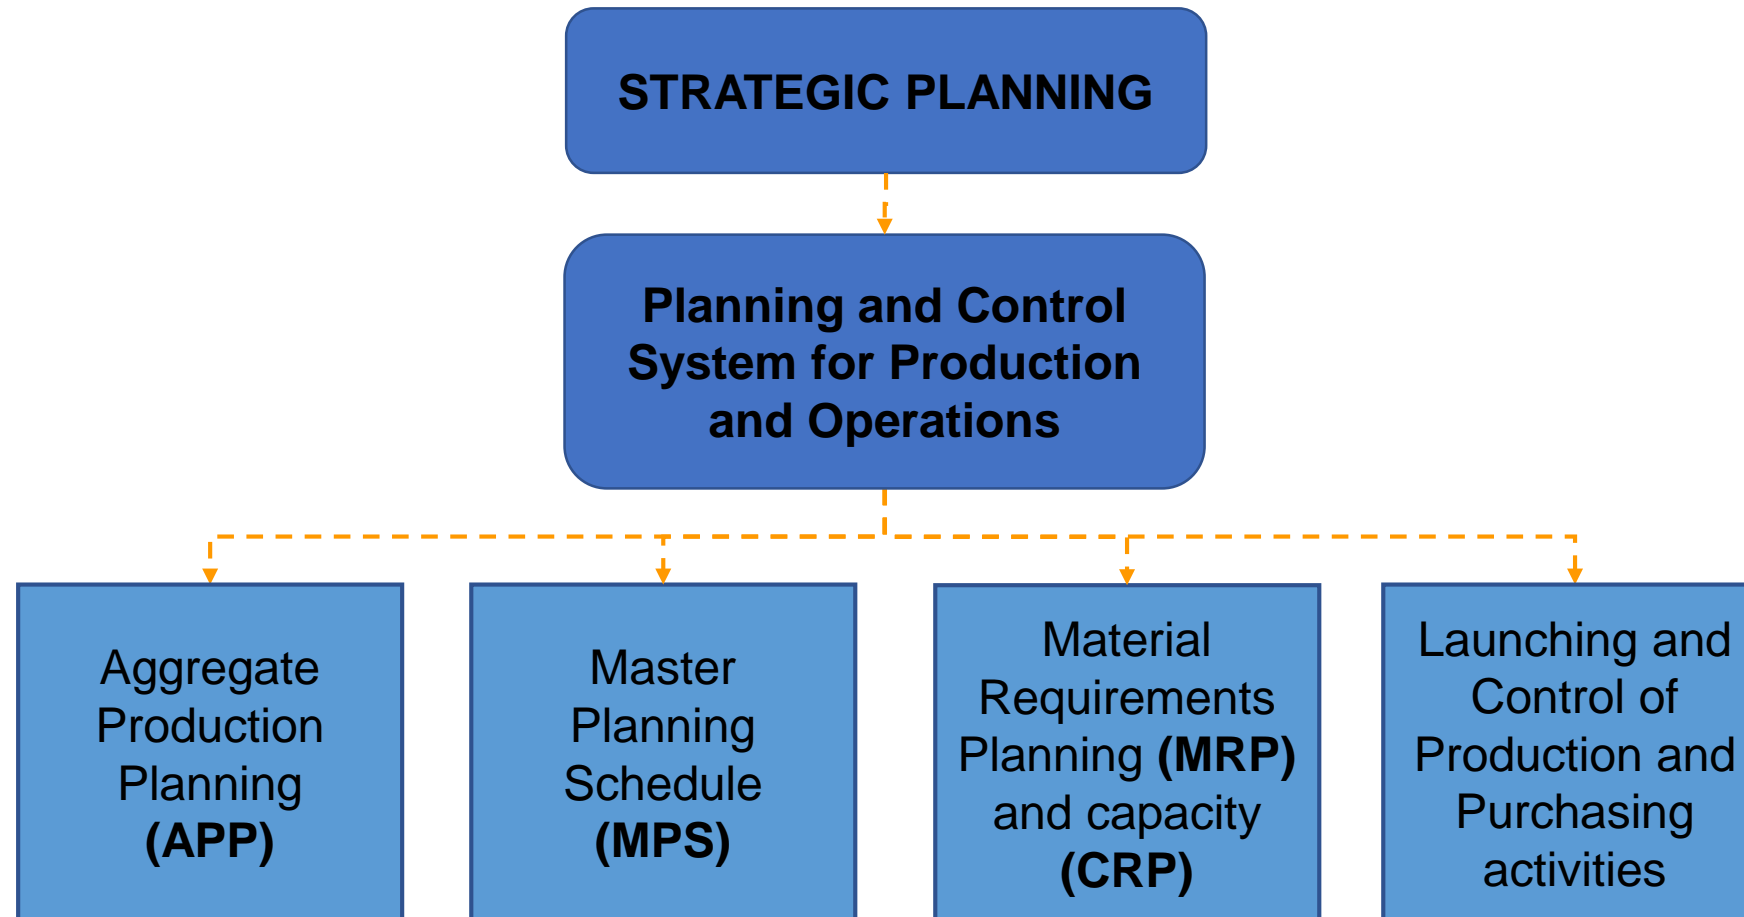 STRATEGIC PLANNING
Planning and Control
System for Production
and Operations
Aggregate
Production
Planning
(APP)
Master
Planning
Schedule
(MPS)
Material
Requirements
Planning (MRP)
and capacity
(CRP)
Launching and
Control of
Production and
Purchasing
activities